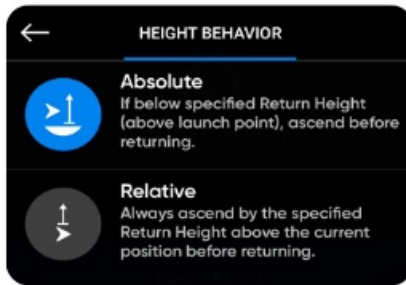 HEIGHT BEHAVIOR
Absolute
If below specified Return Height
(above launch point), ascend before
returning.
Relative
Always ascend by the specified
Return Height above the current
position before returning.